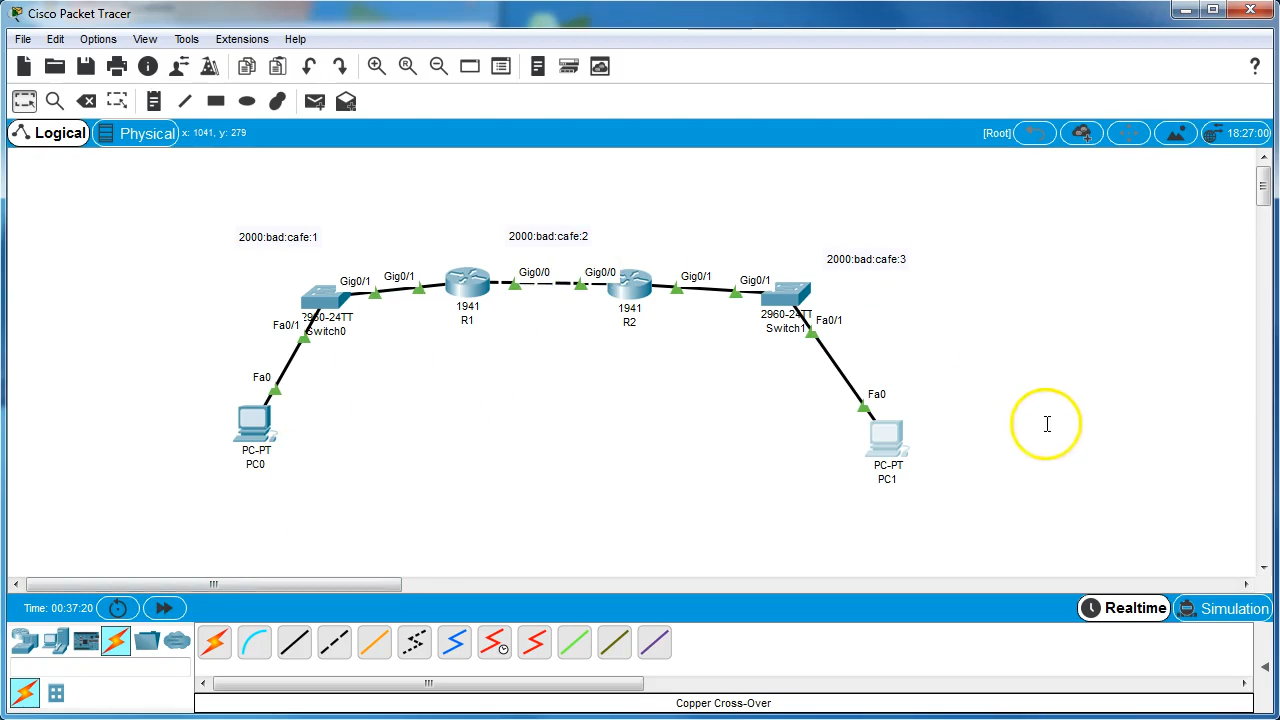 Cisco Packet Tracer
File Edit Options View Tools Extensions Help
?
Logical Physical x: 1041, y: 279 [Root] 18:27:00
2000:bad:cafe:1
2000:bad:cafe:2
2000:bad:cafe:3
Gig0/1 Gig0/1 Gig0/0 Gig0/0 Gig0/1 Gig0/1
2960-24TT
Switch0
1941
R1
1941
R2
2960-24TT
Switch1
Fa0/1
Fa0/1
Fa0
Fa0
PC-PT
PC0
PC-PT
PC1
Time: 00:37:20 Realtime Simulation
Copper Cross-Over